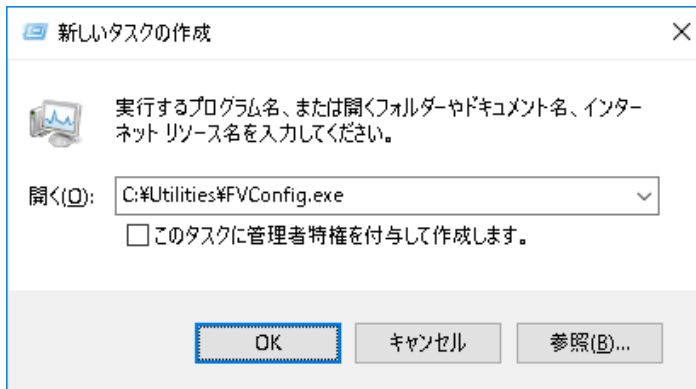 新しいタスクの作成
実行するプログラム名、または開くフォルダーやドキュメント名、インター
ネット リソース名を入力してください。
開く(O): C:¥Utilities¥FVConfig.exe
このタスクに管理者特権を付与して作成します。
OK キャンセル 参照(B)...